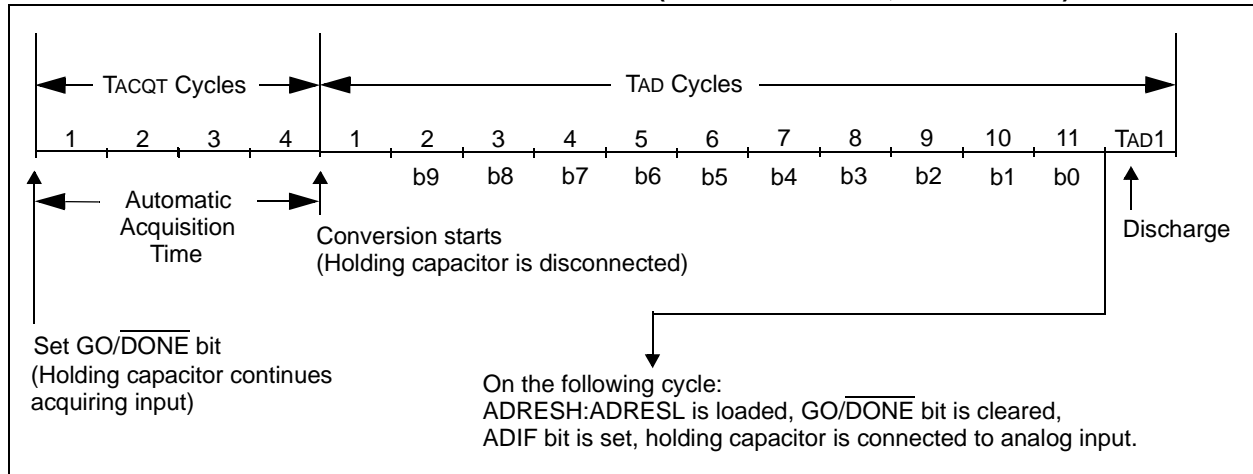 TACQT Cycles
TAD Cycles
1 2 3 4 1 2 3 4 5 6 7 8 9 10 11 TAD1
b9 b8 b7 b6 b5 b4 b3 b2 b1 b0
Automatic
Acquisition
Time
Conversion starts
(Holding capacitor is disconnected)
Discharge
Set GO/DONE bit
(Holding capacitor continues
acquiring input)
On the following cycle:
ADRESH:ADRESL is loaded, GO/DONE bit is cleared,
ADIF bit is set, holding capacitor is connected to analog input.